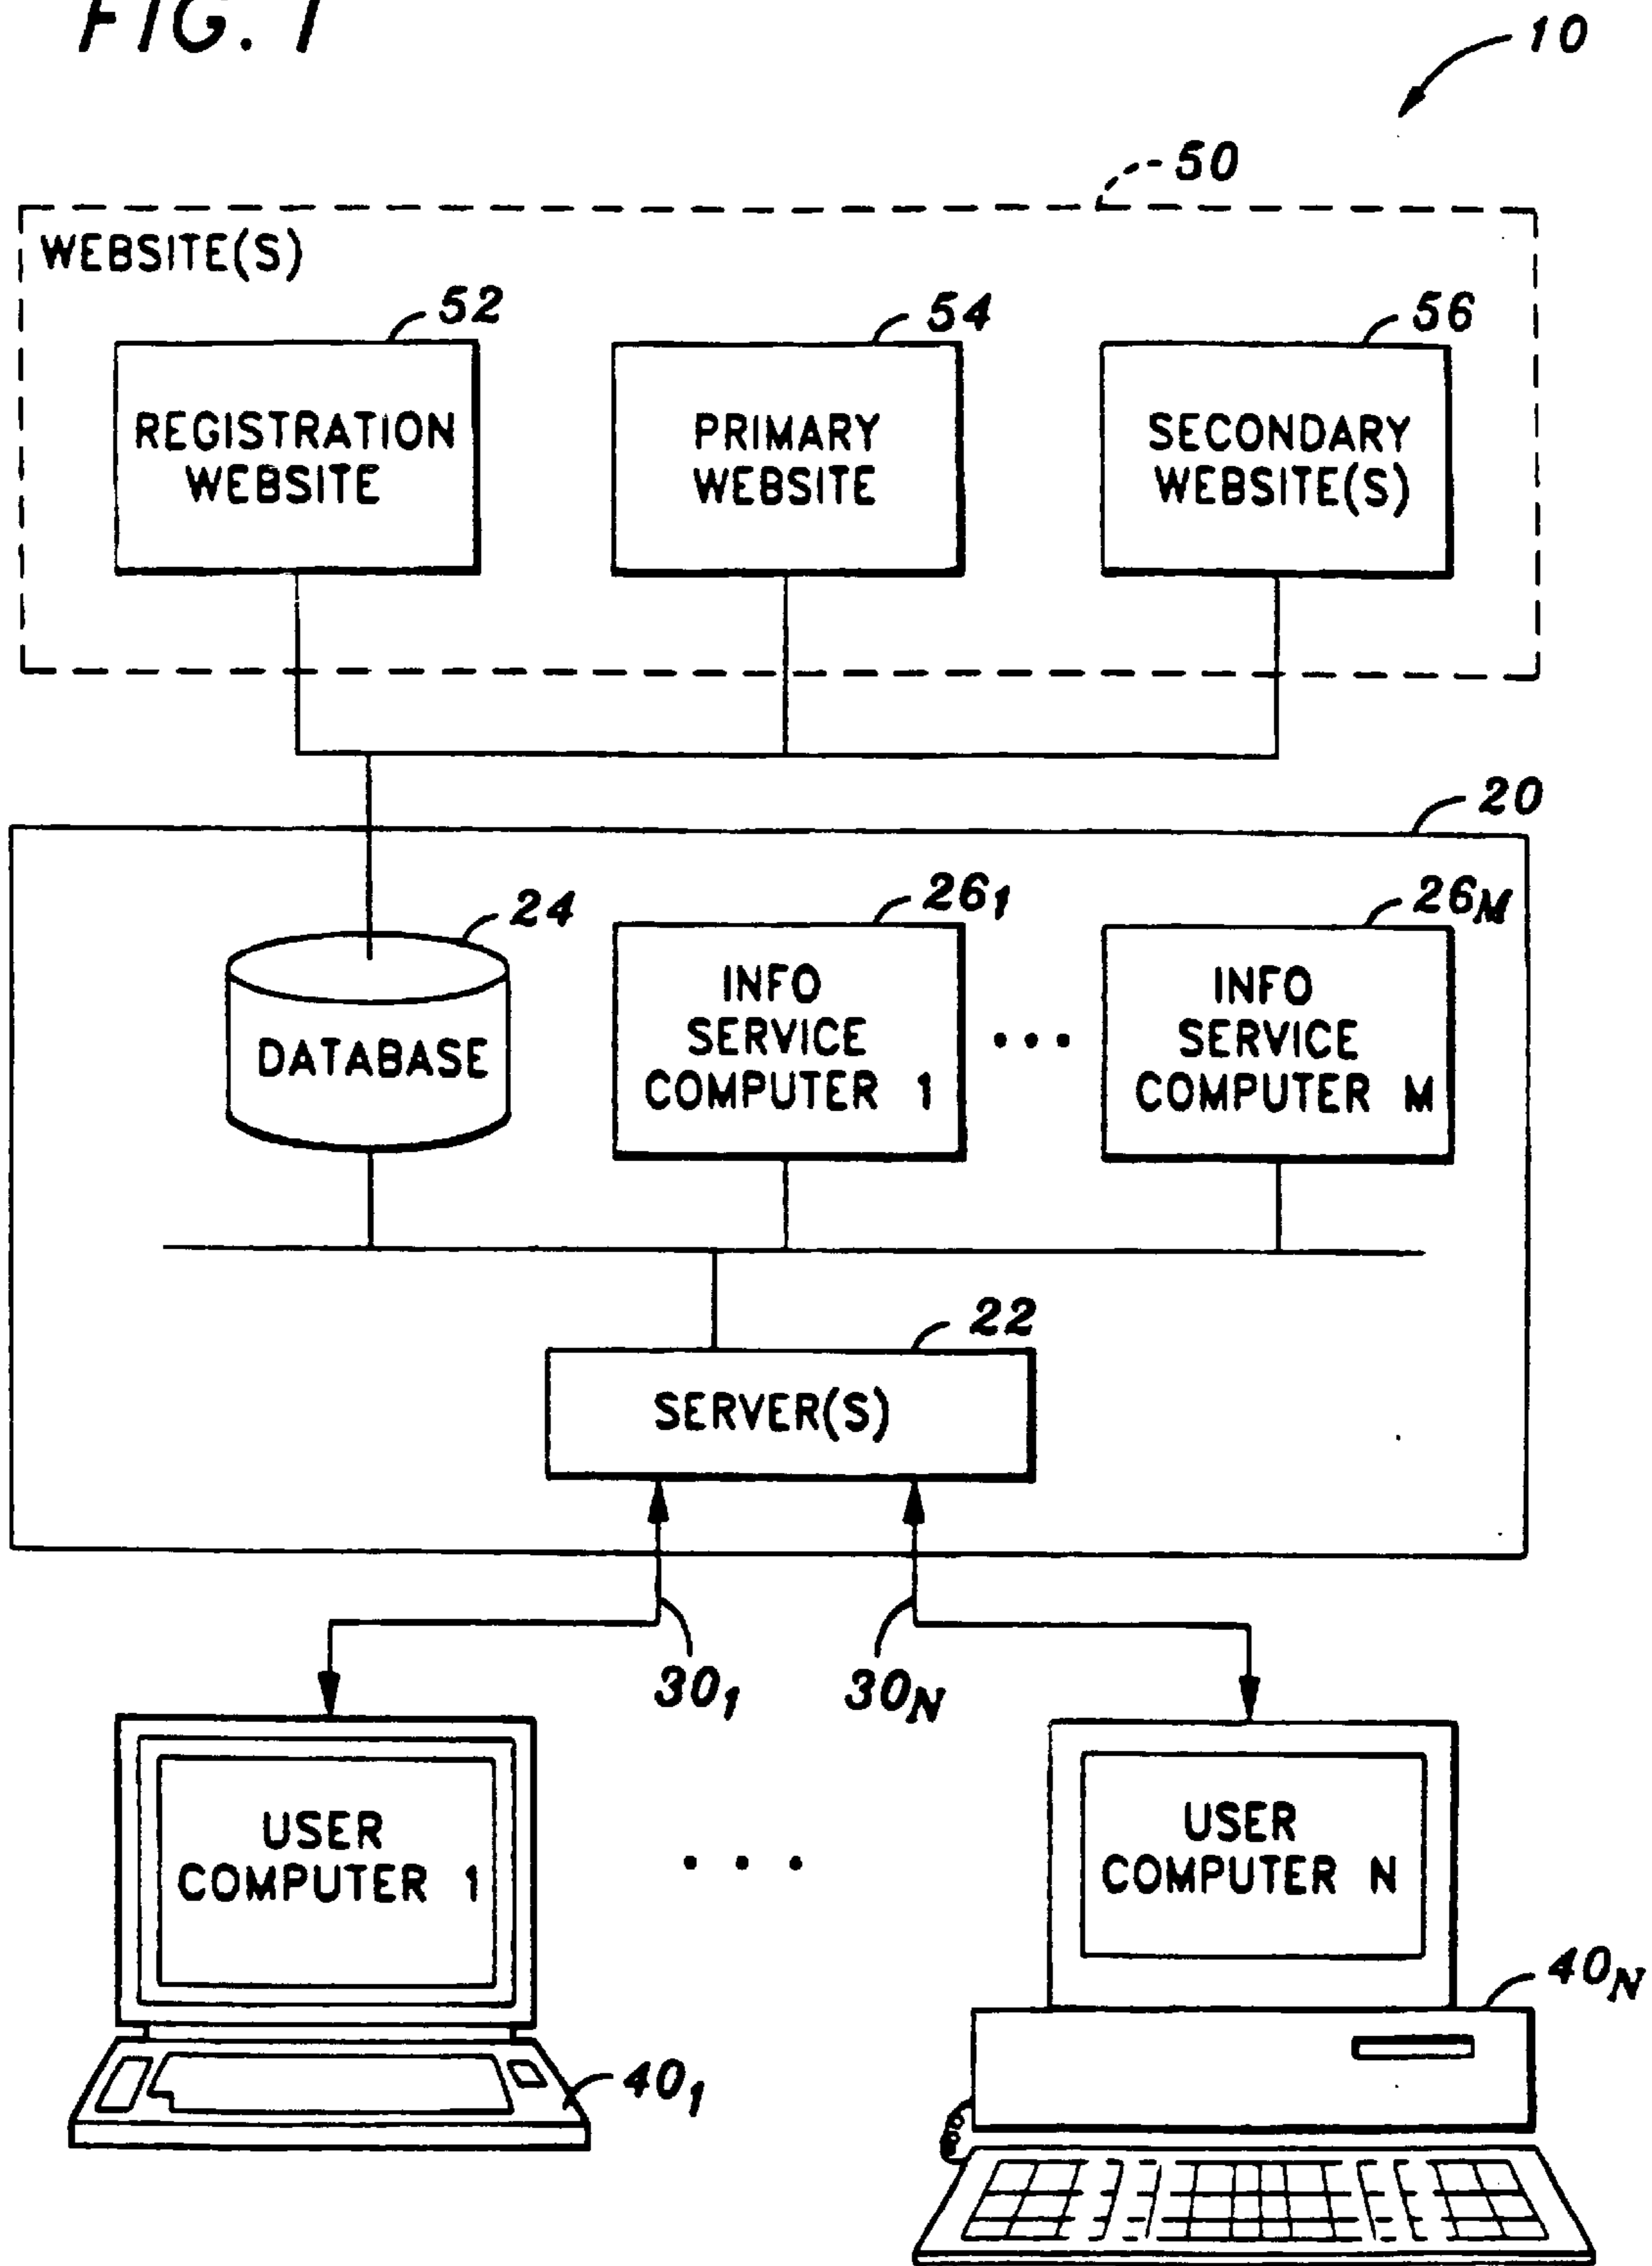 FIG. 1
10
50
WEBSITE(S)
52
54
56
REGISTRATION
WEBSITE
PRIMARY
WEBSITE
SECONDARY
WEBSITE(S)
20
24
26₁
26M
DATABASE
INFO
SERVICE
COMPUTER 1
INFO
SERVICE
COMPUTER M
22
SERVER(S)
30₁
30N
USER
COMPUTER 1
USER
COMPUTER N
40₁
40N